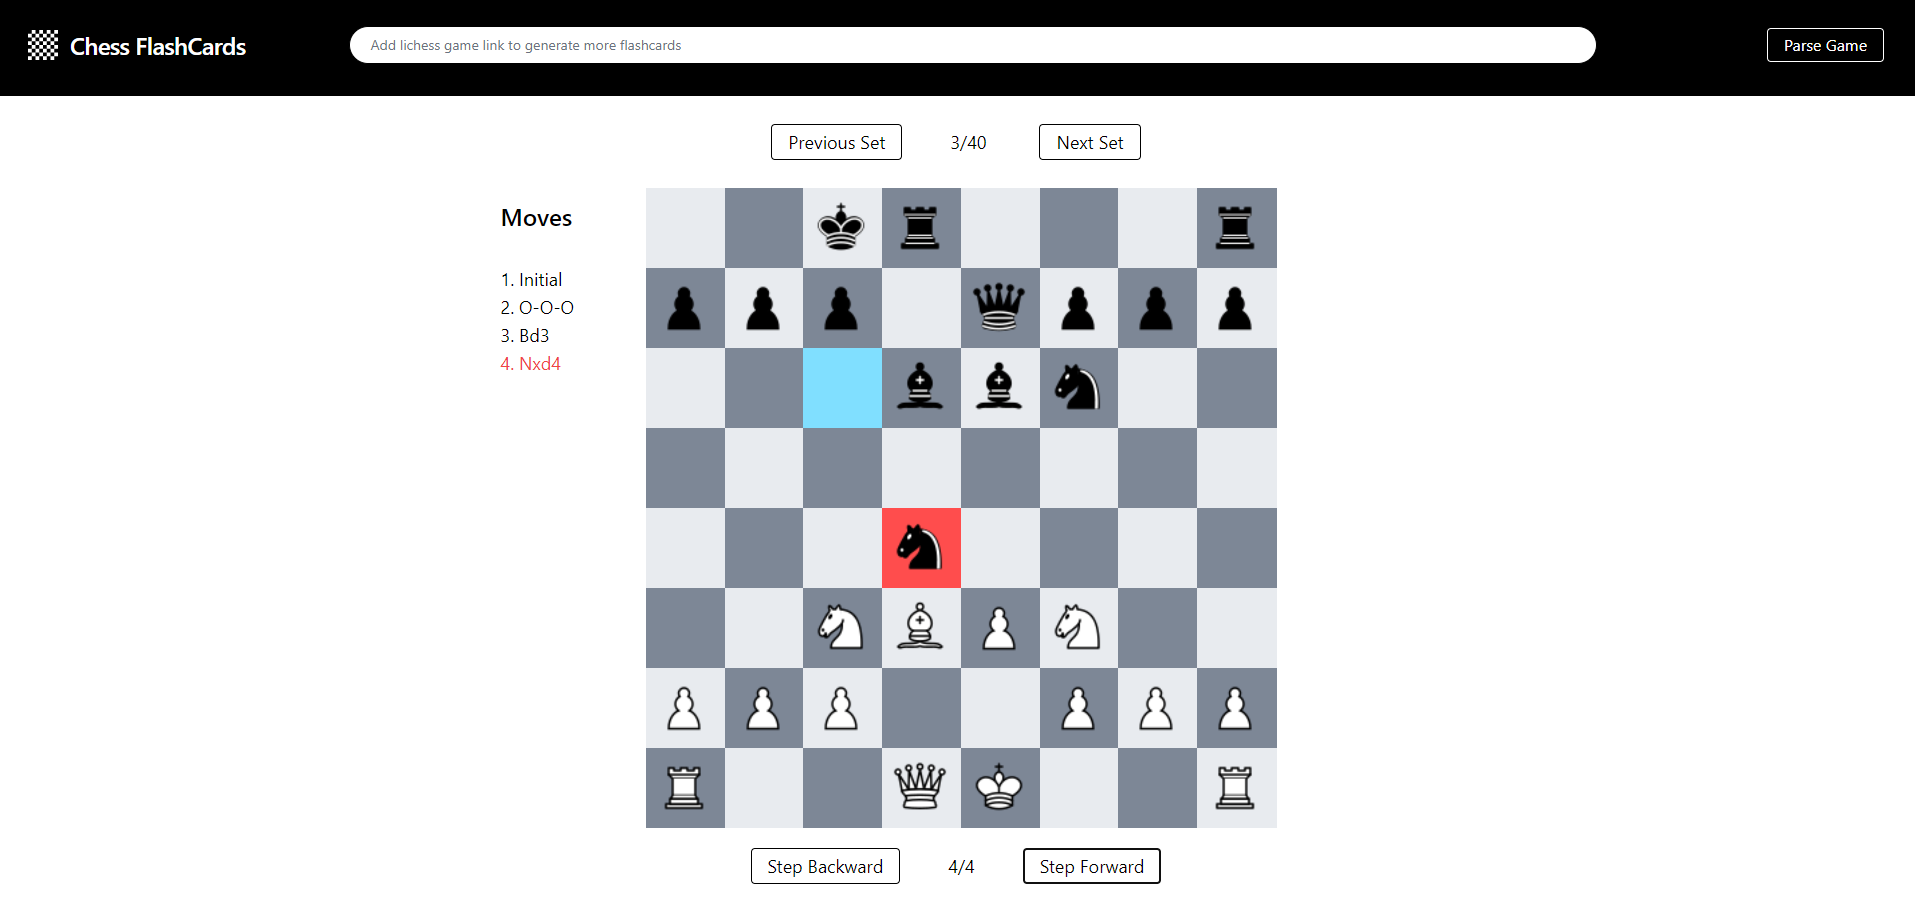 Chess FlashCards
Add lichess game link to generate more flashcards
Parse Game
Previous Set
3/40
Next Set
Moves
1. Initial
2. O-O-O
3. Bd3
4. Nxd4
Step Backward
4/4
Step Forward